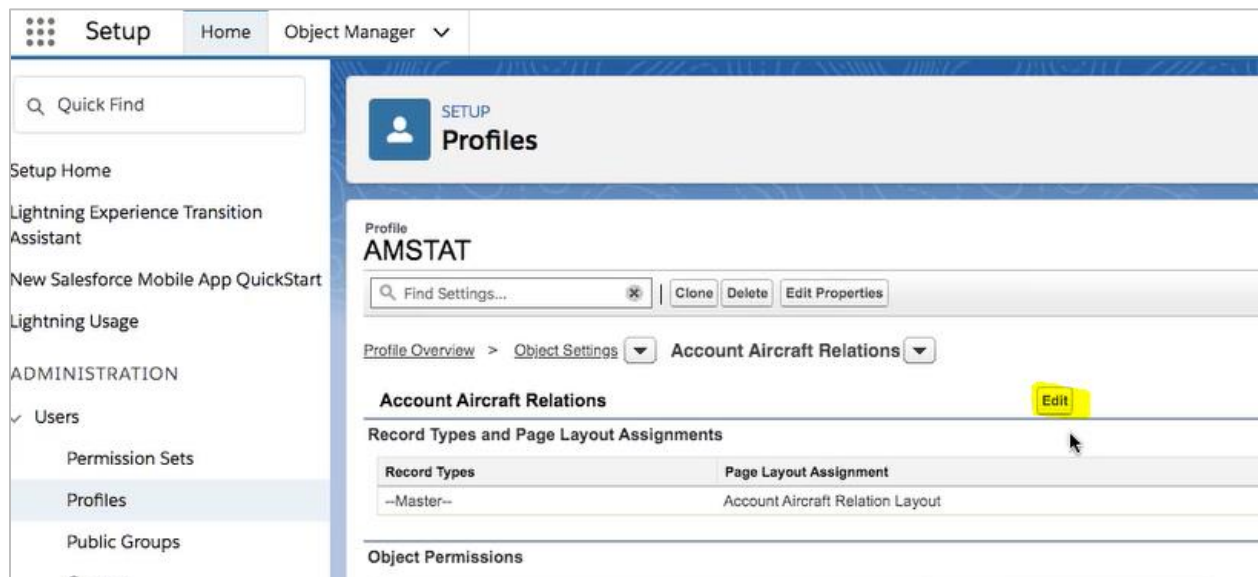 Setup Home Object Manager
Quick Find
Setup Home
Lightning Experience Transition
Assistant
New Salesforce Mobile App QuickStart
Lightning Usage
ADMINISTRATION
Users
Permission Sets
Profiles
Public Groups
SETUP
Profiles
Profile
AMSTAT
Find Settings... | Clone Delete Edit Properties
Profile Overview > Object Settings Account Aircraft Relations
Account Aircraft Relations Edit
Record Types and Page Layout Assignments
Record Types Page Layout Assignment
--Master-- Account Aircraft Relation Layout
Object Permissions